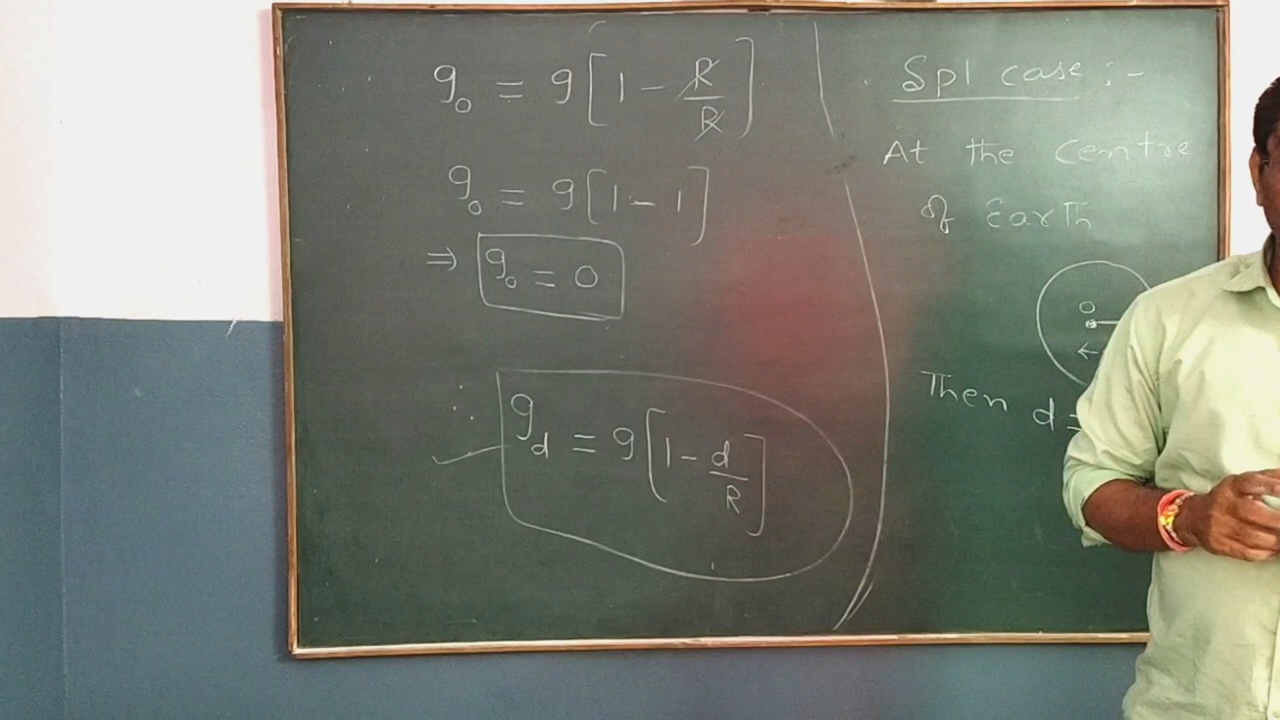 g₀ = g[1 - R/R]
g₀ = g[1 - 1]
⇒ g₀ = 0
∴ g_d = g[1 - d/R]
Spl case :-
At the centre
of Earth
O
←
Then d =